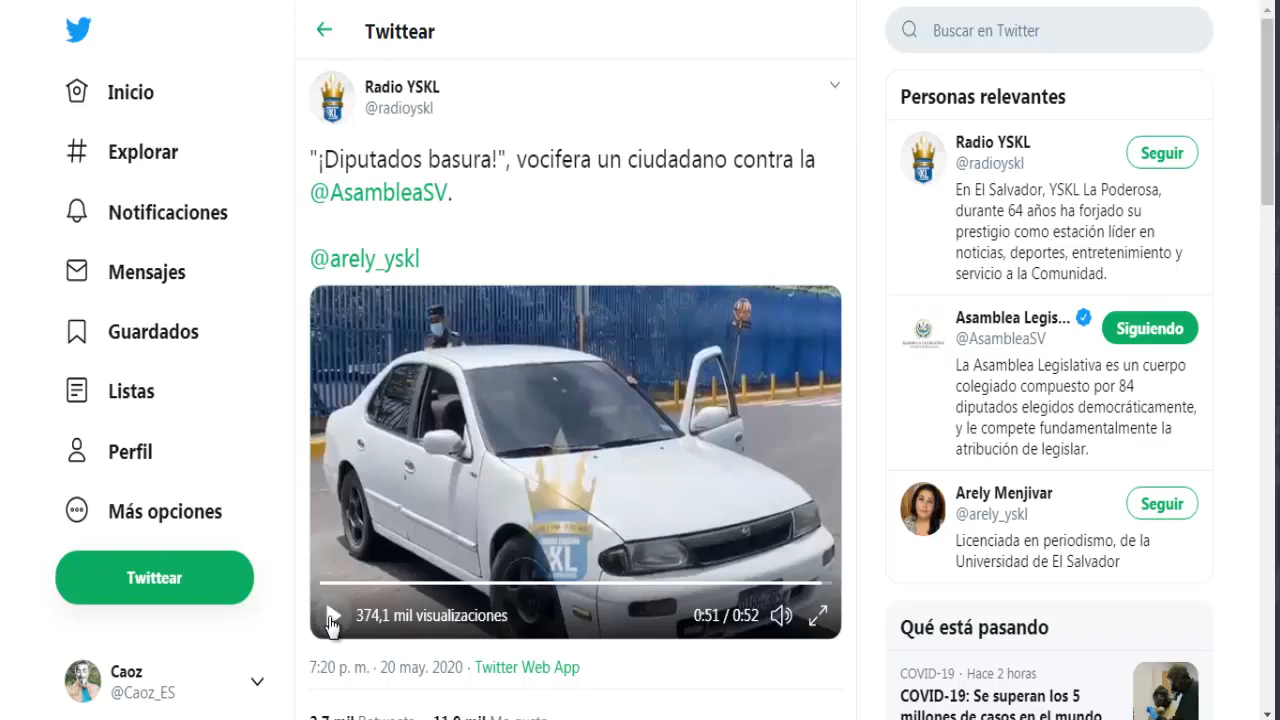 Inicio
Explorar
Notificaciones
Mensajes
Guardados
Listas
Perfil
Más opciones
Twittear
Caoz
@Caoz_ES
Twittear
Radio YSKL
@radioyskl
"¡Diputados basura!", vocifera un ciudadano contra la
@AsambleaSV.
@arely_yskl
374,1 mil visualizaciones
0:51 / 0:52
7:20 p. m. · 20 may. 2020 · Twitter Web App
Buscar en Twitter
Personas relevantes
Radio YSKL
@radioyskl
Seguir
En El Salvador, YSKL La Poderosa,
durante 64 años ha forjado su
prestigio como estación líder en
noticias, deportes, entretenimiento y
servicio a la Comunidad.
Asamblea Legis...
@AsambleaSV
Siguiendo
La Asamblea Legislativa es un cuerpo
colegiado compuesto por 84
diputados elegidos democráticamente,
y le compete fundamentalmente la
atribución de legislar.
Arely Menjivar
@arely_yskl
Seguir
Licenciada en periodismo, de la
Universidad de El Salvador
Qué está pasando
COVID-19 · Hace 2 horas
COVID-19: Se superan los 5
millones de casos en el mundo